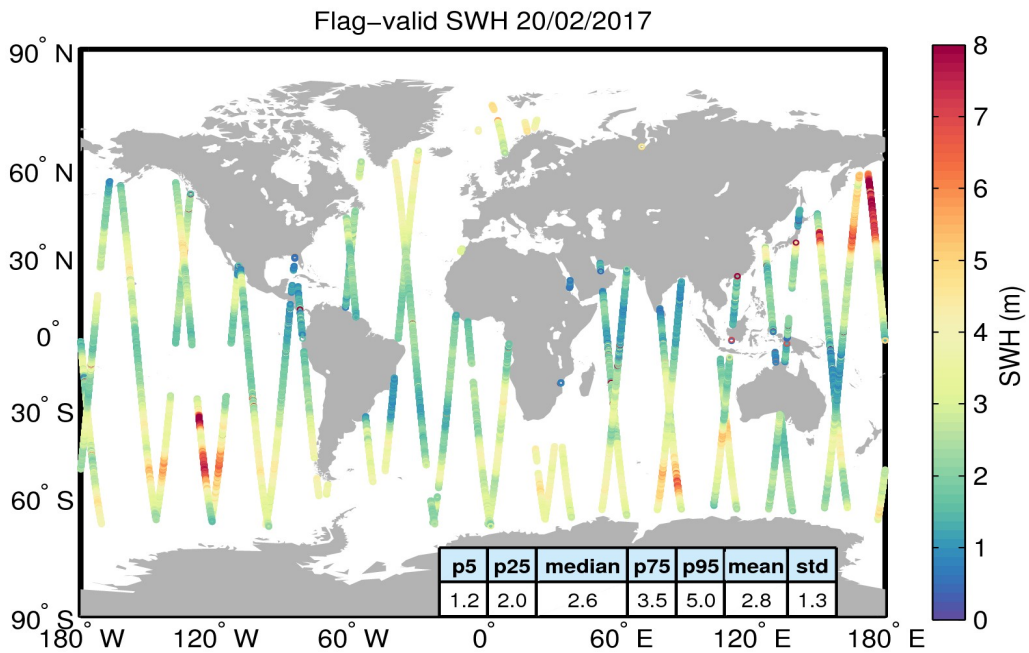 Flag−valid SWH 20/02/2017
90° N
60° N
30° N
0°
30° S
60° S
90° S
180° W
120° W
60° W
0°
60° E
120° E
180° E
p5 p25 median p75 p95 mean std
1.2 2.0 2.6 3.5 5.0 2.8 1.3
8
7
6
5
4
3
2
1
0
SWH (m)